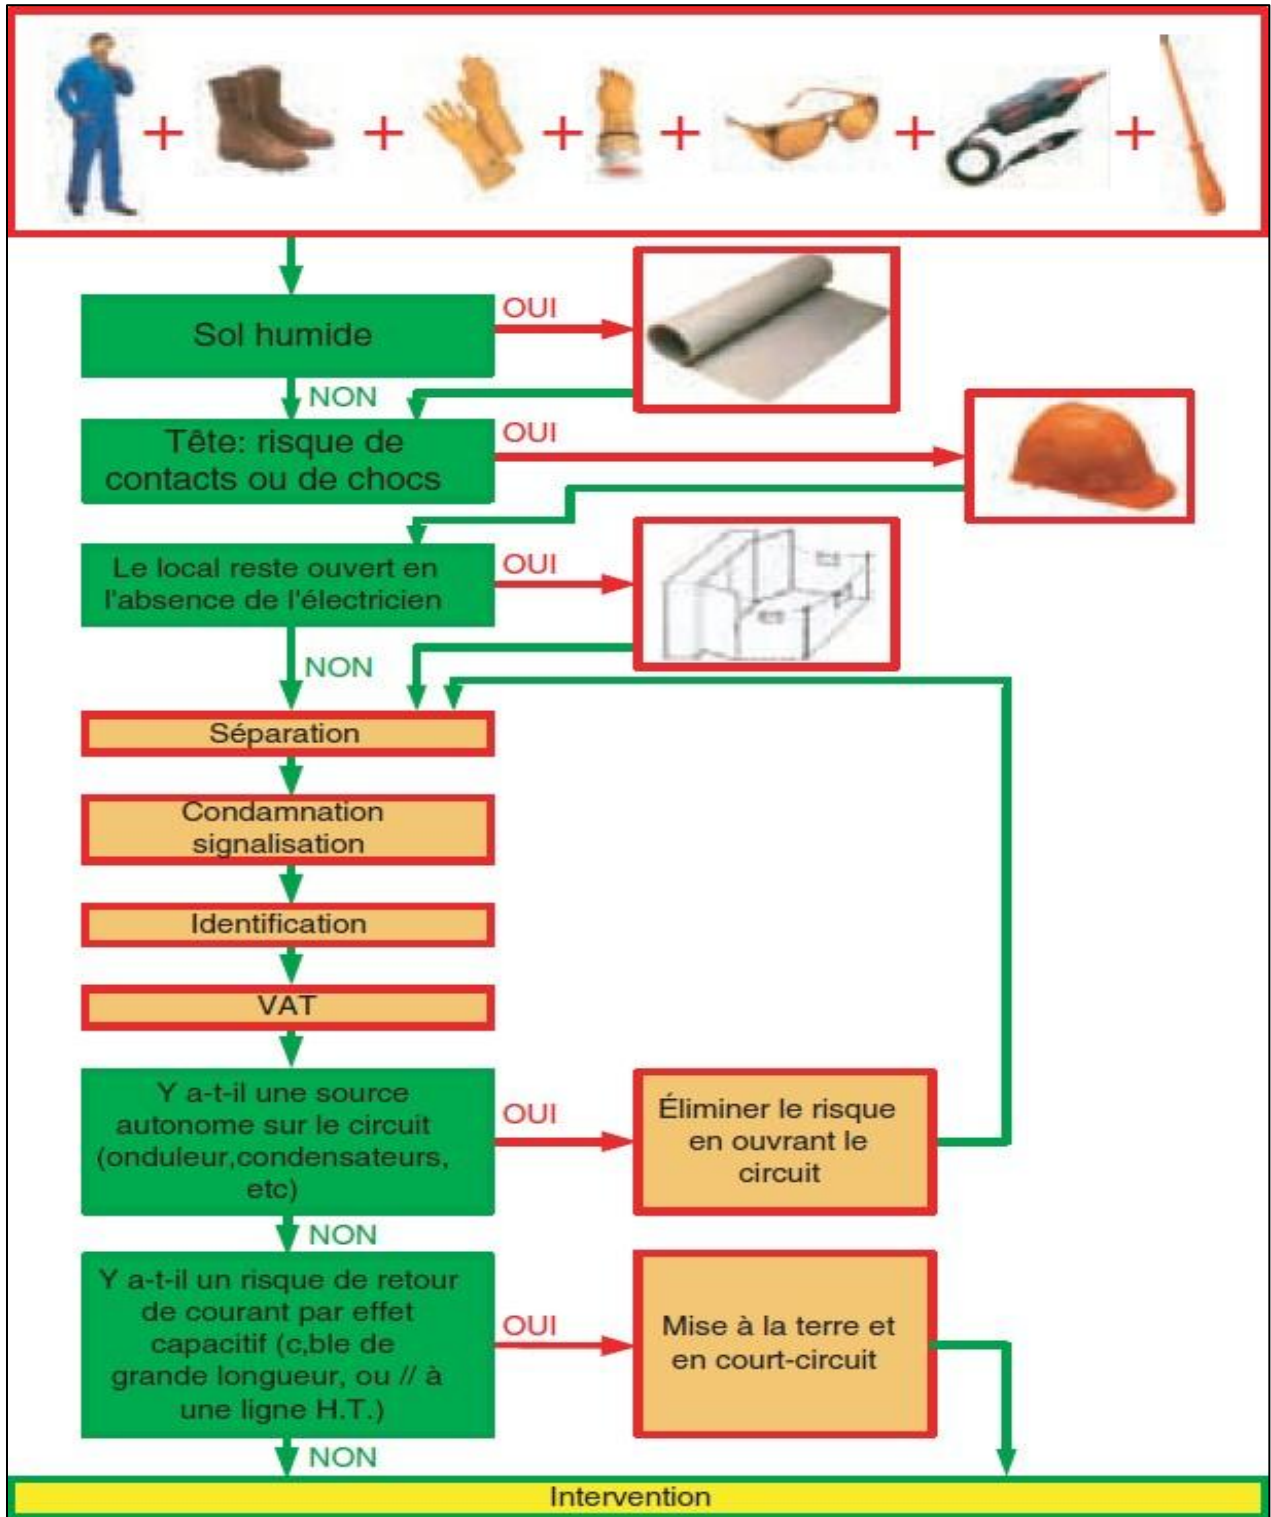 + + + + + +
Sol humide
OUI
NON
Tête: risque de
contacts ou de chocs
OUI
Le local reste ouvert en
l'absence de l'électricien
OUI
NON
Séparation
Condamnation
signalisation
Identification
VAT
Y a-t-il une source
autonome sur le circuit
(onduleur,condensateurs,
etc)
OUI
Éliminer le risque
en ouvrant le
circuit
NON
Y a-t-il un risque de retour
de courant par effet
capacitif (c,ble de
grande longueur, ou // à
une ligne H.T.)
OUI
Mise à la terre et
en court-circuit
NON
Intervention